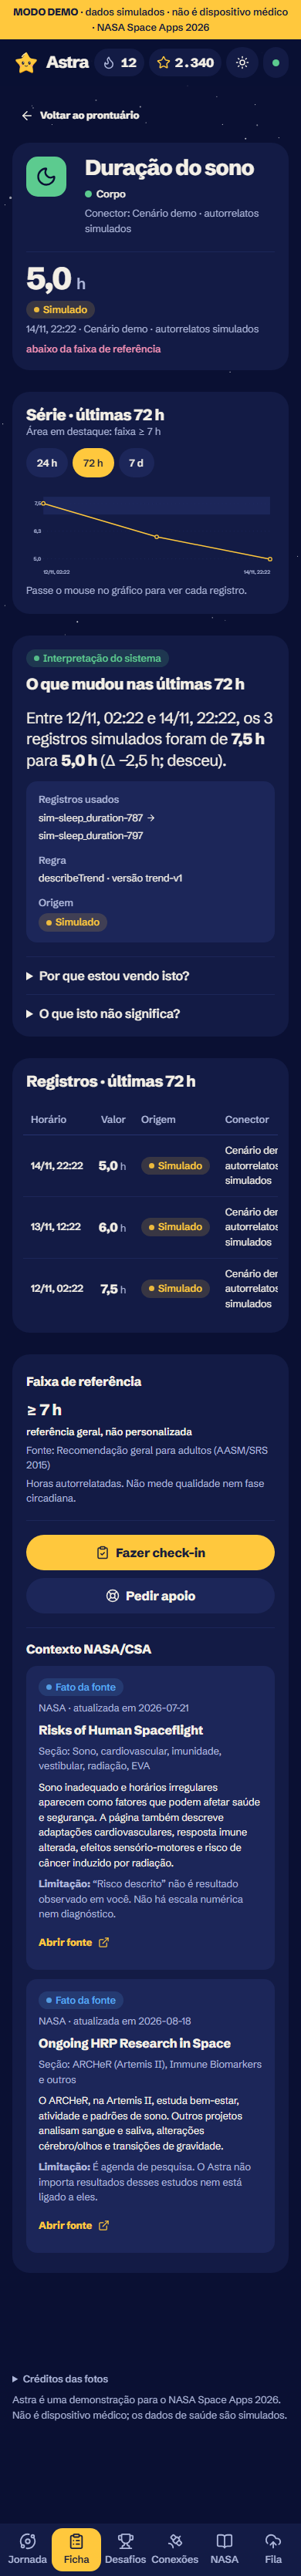 MODO DEMO · dados simulados · não é dispositivo médico
· NASA Space Apps 2026
Astra 12 2.340
Voltar ao prontuário
Duração do sono
Corpo
Conector: Cenário demo · autorrelatos
simulados
5,0 h
Simulado
14/11, 22:22 · Cenário demo · autorrelatos simulados
abaixo da faixa de referência
Série · últimas 72 h
Área em destaque: faixa ≥ 7 h
24 h 72 h 7 d
7,5
6,3
5,0
12/11, 02:22 14/11, 22:22
Passe o mouse no gráfico para ver cada registro.
Interpretação do sistema
O que mudou nas últimas 72 h
Entre 12/11, 02:22 e 14/11, 22:22, os 3
registros simulados foram de 7,5 h
para 5,0 h (Δ −2,5 h; desceu).
Registros usados
sim-sleep_duration-787 →
sim-sleep_duration-797
Regra
describeTrend · versão trend-v1
Origem
Simulado
Por que estou vendo isto?
O que isto não significa?
Registros · últimas 72 h
Horário Valor Origem Conector
14/11, 22:22 5,0 h Simulado Cenário der
autorrelatos
simulados
13/11, 12:22 6,0 h Simulado Cenário der
autorrelatos
simulados
12/11, 02:22 7,5 h Simulado Cenário der
autorrelatos
simulados
Faixa de referência
≥ 7 h
referência geral, não personalizada
Fonte: Recomendação geral para adultos (AASM/SRS
2015)
Horas autorrelatadas. Não mede qualidade nem fase
circadiana.
Fazer check-in
Pedir apoio
Contexto NASA/CSA
Fato da fonte
NASA · atualizada em 2026-07-21
Risks of Human Spaceflight
Seção: Sono, cardiovascular, imunidade,
vestibular, radiação, EVA
Sono inadequado e horários irregulares
aparecem como fatores que podem afetar saúde
e segurança. A página também descreve
adaptações cardiovasculares, resposta imune
alterada, efeitos sensório-motores e risco de
câncer induzido por radiação.
Limitação: “Risco descrito” não é resultado
observado em você. Não há escala numérica
nem diagnóstico.
Abrir fonte
Fato da fonte
NASA · atualizada em 2026-08-18
Ongoing HRP Research in Space
Seção: ARCHeR (Artemis II), Immune Biomarkers
e outros
O ARCHeR, na Artemis II, estuda bem-estar,
atividade e padrões de sono. Outros projetos
analisam sangue e saliva, alterações
cérebro/olhos e transições de gravidade.
Limitação: É agenda de pesquisa. O Astra não
importa resultados desses estudos nem está
ligado a eles.
Abrir fonte
Créditos das fotos
Astra é uma demonstração para o NASA Space Apps 2026.
Não é dispositivo médico; os dados de saúde são simulados.
Jornada Ficha Desafios Conexões NASA Fila